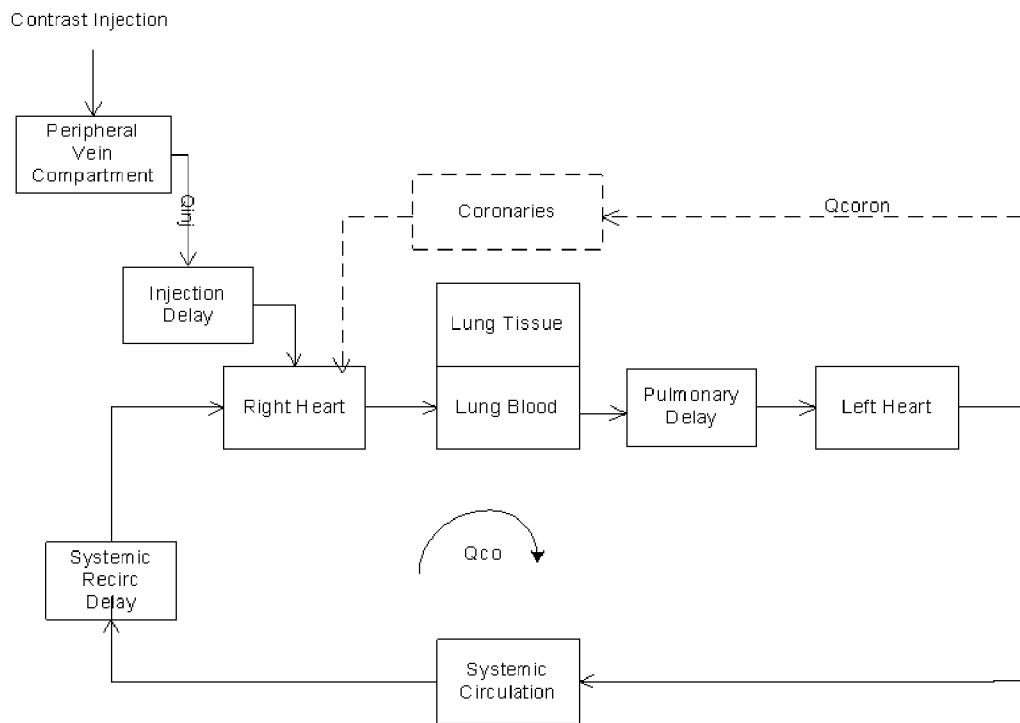 Contrast Injection
Peripheral
Vein
Compartment
Qinj
Coronaries
Qcoron
Injection
Delay
Lung Tissue
Right Heart
Lung Blood
Pulmonary
Delay
Left Heart
Systemic
Recirc
Delay
Qco
Systemic
Circulation